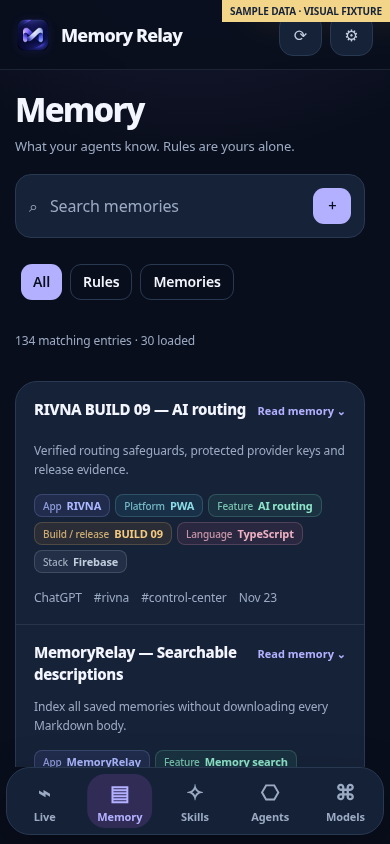 SAMPLE DATA · VISUAL FIXTURE
Memory Relay
Memory
What your agents know. Rules are yours alone.
Search memories
+
All Rules Memories
134 matching entries · 30 loaded
RIVNA BUILD 09 — AI routing Read memory
Verified routing safeguards, protected provider keys and
release evidence.
App RIVNA Platform PWA Feature AI routing
Build / release BUILD 09 Language TypeScript
Stack Firebase
ChatGPT #rivna #control-center Nov 23
MemoryRelay — Searchable Read memory
descriptions
Index all saved memories without downloading every
Markdown body.
App MemoryRelay Feature Memory search
Live Memory Skills Agents Models